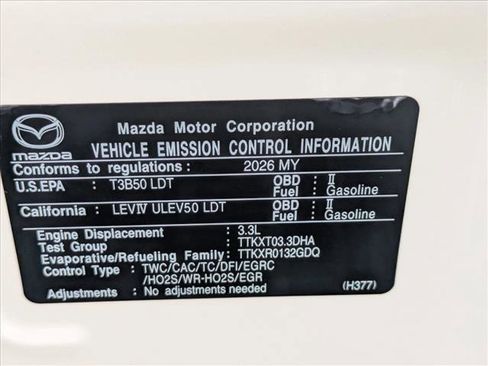 Mazda Motor Corporation
mazda
VEHICLE EMISSION CONTROL INFORMATION
Conforms to regulations: 2026 MY
U.S.EPA : T3B50 LDT OBD : II
Fuel : Gasoline
California : LEVIV ULEV50 LDT OBD : II
Fuel : Gasoline
Engine Displacement : 3.3L
Test Group : TTKXT03.3DHA
Evaporative/Refueling Family: TTKXR0132GDQ
Control Type : TWC/CAC/TC/DFI/EGRC
/HO2S/WR-HO2S/EGR
Adjustments : No adjustments needed (H377)